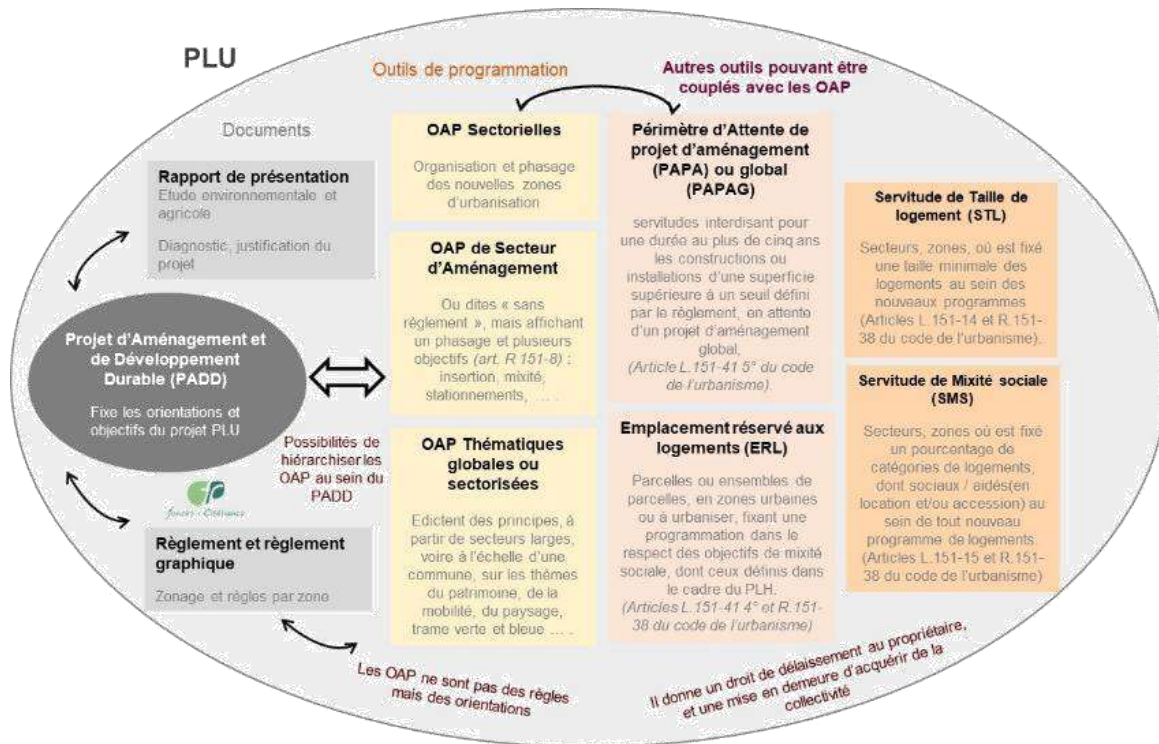 PLU
Outils de programmation
Autres outils pouvant être
couplés avec les OAP
Documents
Rapport de présentation
Etude environnementale et
agricole
Diagnostic, justification du
projet
Projet d'Aménagement et
de Développement
Durable (PADD)
Fixe les orientations et
objectifs du projet PLU
Possibilités de
hiérarchiser les
OAP au sein du
PADD
Règlement et règlement
graphique
Zonage et règles par zone
OAP Sectorielles
Organisation et phasage
des nouvelles zones
d'urbanisation
OAP de Secteur
d'Aménagement
Ou dites « sans
règlement », mais affichant
un phasage et plusieurs
objectifs (art. R 151-8) :
insertion, mixité,
stationnements, … .
OAP Thématiques
globales ou
sectorisées
Edictent des principes, à
partir de secteurs larges,
voire à l'échelle d'une
commune, sur les thèmes
du patrimoine, de la
mobilité, du paysage,
trame verte et bleue … .
Les OAP ne sont pas des règles
mais des orientations
Périmètre d'Attente de
projet d'aménagement
(PAPA) ou global
(PAPAG)
servitudes interdisant pour
une durée au plus de cinq ans
les constructions ou
installations d'une superficie
supérieure à un seuil défini
par le règlement, en attente
d'un projet d'aménagement
global,
(Article L.151-41 5° du code
de l'urbanisme).
Emplacement réservé aux
logements (ERL)
Parcelles ou ensembles de
parcelles, en zones urbaines
ou à urbaniser, fixant une
programmation dans le
respect des objectifs de mixité
sociale, dont ceux définis dans
le cadre du PLH.
(Articles L.151-41 4° et R.151-
38 du code de l'urbanisme)
Servitude de Taille de
logement (STL)
Secteurs, zones, où est fixé
une taille minimale des
logements au sein des
nouveaux programmes
(Articles L.151-14 et R.151-
38 du code de l'urbanisme).
Servitude de Mixité sociale
(SMS)
Secteurs, zones où est fixé
un pourcentage de
catégories de logements,
dont sociaux / aidés(en
location et/ou accession) au
sein de tout nouveau
programme de logements.
(Articles L.151-15 et R.151-
38 du code de l'urbanisme)
Il donne un droit de délaissement au propriétaire,
et une mise en demeure d'acquérir de la
collectivité